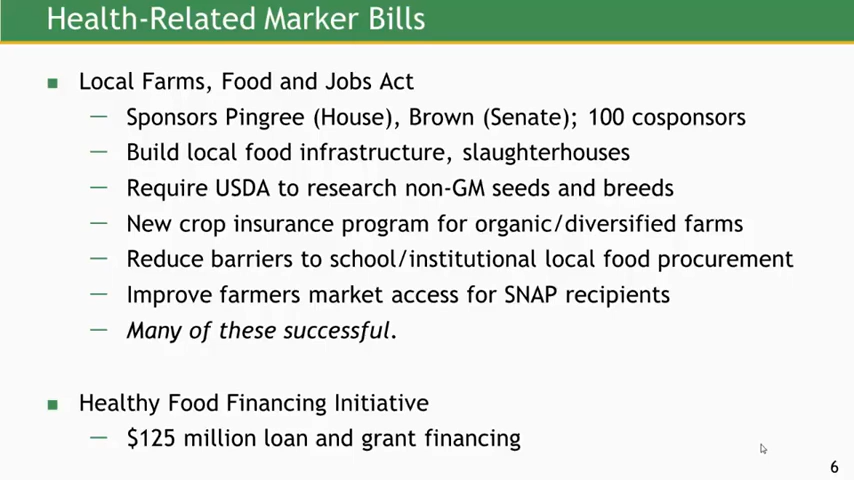 Health-Related Marker Bills
■ Local Farms, Food and Jobs Act
— Sponsors Pingree (House), Brown (Senate); 100 cosponsors
— Build local food infrastructure, slaughterhouses
— Require USDA to research non-GM seeds and breeds
— New crop insurance program for organic/diversified farms
— Reduce barriers to school/institutional local food procurement
— Improve farmers market access for SNAP recipients
— Many of these successful.
■ Healthy Food Financing Initiative
— $125 million loan and grant financing
6